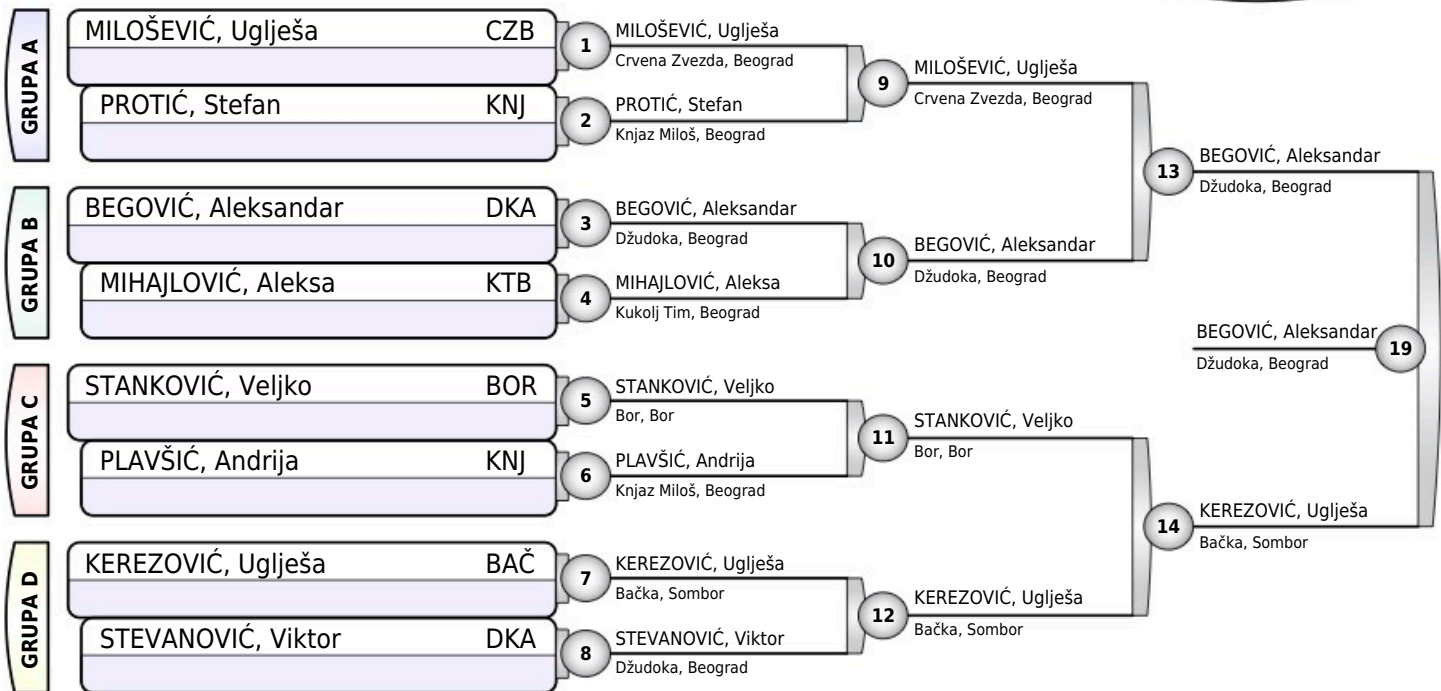 GRUPA A
MILOŠEVIĆ, Uglješa CZB
PROTIĆ, Stefan KNJ
1
MILOŠEVIĆ, Uglješa
Crvena Zvezda, Beograd
2
PROTIĆ, Stefan
Knjaz Miloš, Beograd
9
MILOŠEVIĆ, Uglješa
Crvena Zvezda, Beograd
GRUPA B
BEGOVIĆ, Aleksandar DKA
MIHAJLOVIĆ, Aleksa KTB
3
BEGOVIĆ, Aleksandar
Džudoka, Beograd
4
MIHAJLOVIĆ, Aleksa
Kukolj Tim, Beograd
10
BEGOVIĆ, Aleksandar
Džudoka, Beograd
13
BEGOVIĆ, Aleksandar
Džudoka, Beograd
GRUPA C
STANKOVIĆ, Veljko BOR
PLAVŠIĆ, Andrija KNJ
5
STANKOVIĆ, Veljko
Bor, Bor
6
PLAVŠIĆ, Andrija
Knjaz Miloš, Beograd
11
STANKOVIĆ, Veljko
Bor, Bor
GRUPA D
KEREZOVIĆ, Uglješa BAČ
STEVANOVIĆ, Viktor DKA
7
KEREZOVIĆ, Uglješa
Bačka, Sombor
8
STEVANOVIĆ, Viktor
Džudoka, Beograd
12
KEREZOVIĆ, Uglješa
Bačka, Sombor
14
KEREZOVIĆ, Uglješa
Bačka, Sombor
BEGOVIĆ, Aleksandar
Džudoka, Beograd
19